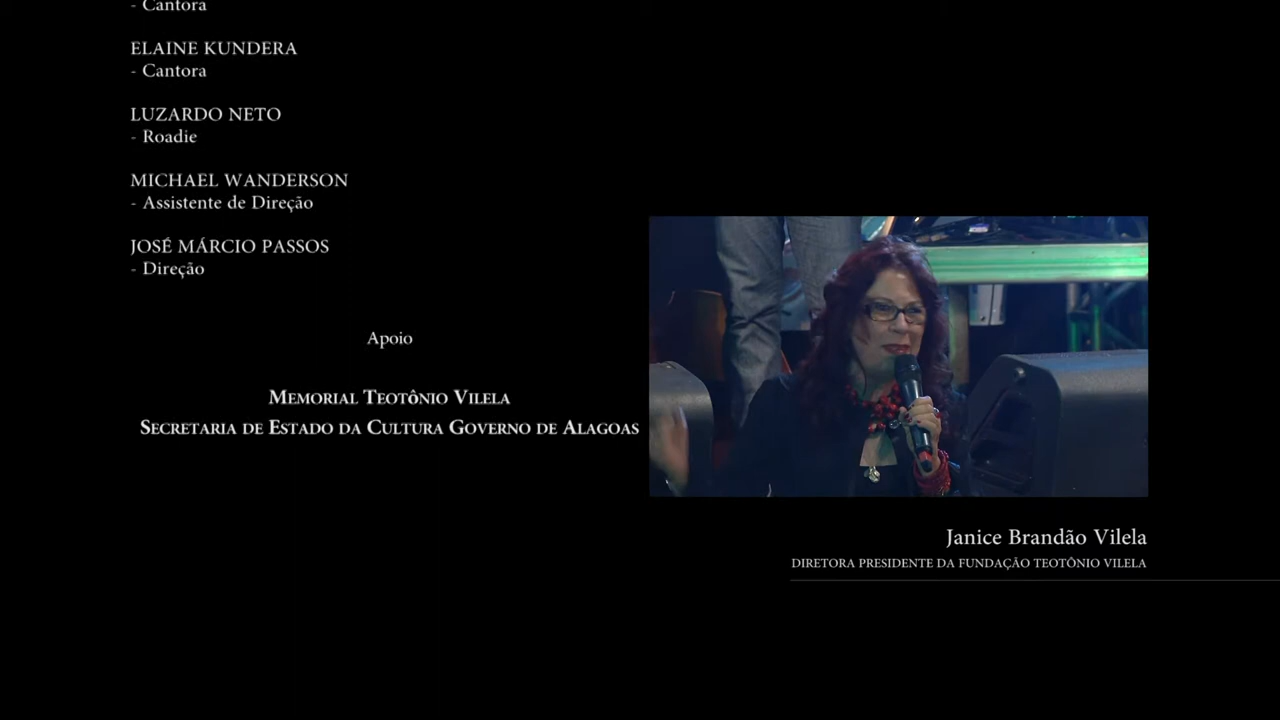 - Cantora
ELAINE KUNDERA
- Cantora
LUZARDO NETO
- Roadie
MICHAEL WANDERSON
- Assistente de Direção
JOSÉ MÁRCIO PASSOS
- Direção
Apoio
MEMORIAL TEOTÔNIO VILELA
SECRETARIA DE ESTADO DA CULTURA GOVERNO DE ALAGOAS
Janice Brandão Vilela
DIRETORA PRESIDENTE DA FUNDAÇÃO TEOTÔNIO VILELA